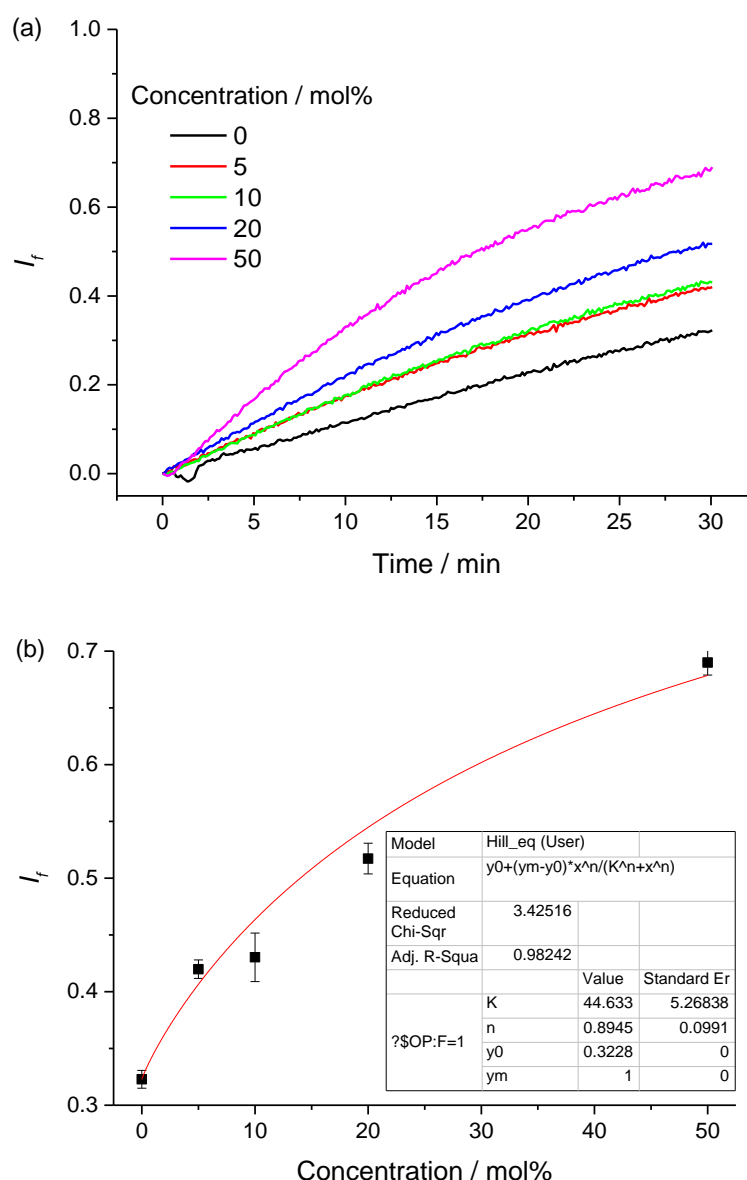 (a)
1.0
0.8
0.6
0.4
0.2
0.0
I_f
Concentration / mol%
0
5
10
20
50
0 5 10 15 20 25 30
Time / min
(b)
0.7
0.6
0.5
0.4
0.3
I_f
Model Hill_eq (User)
Equation y0+(ym-y0)*x^n/(K^n+x^n)
Reduced Chi-Sqr 3.42516
Adj. R-Squa 0.98242
Value Standard Er
?$OP:F=1 K 44.633 5.26838
n 0.8945 0.0991
y0 0.3228 0
ym 1 0
0 10 20 30 40 50
Concentration / mol%